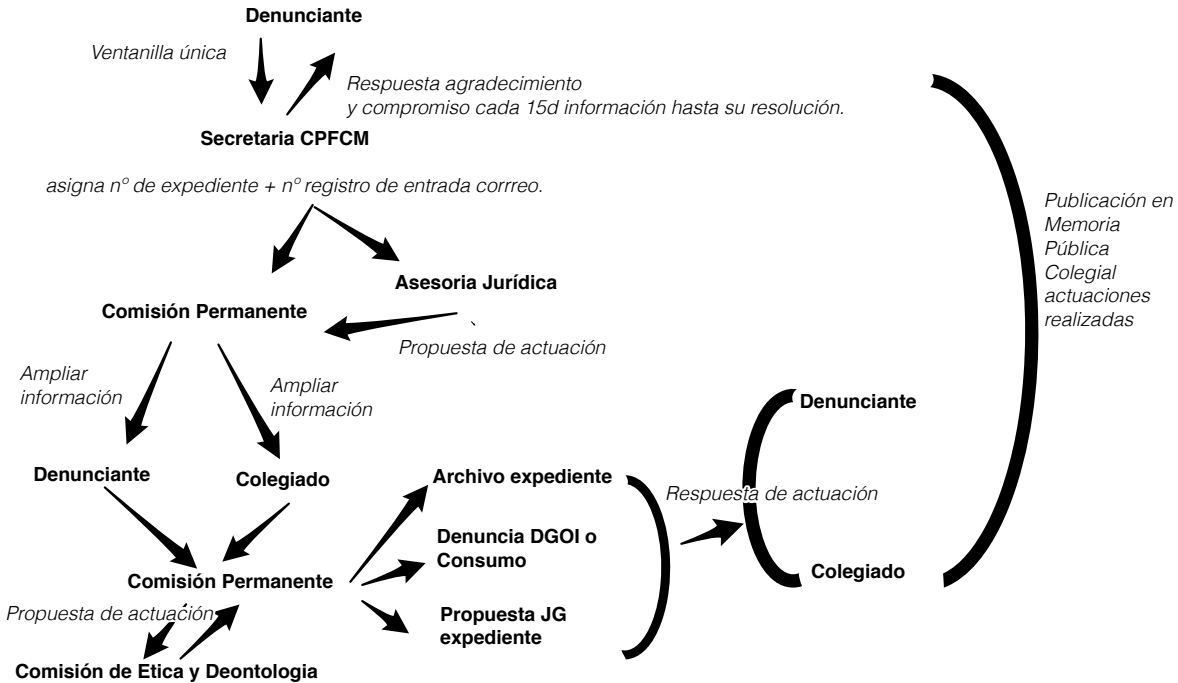 Denunciante
Ventanilla única
Respuesta agradecimiento
y compromiso cada 15d información hasta su resolución.
Secretaria CPFCM
asigna nº de expediente + nº registro de entrada corrreo.
Publicación en
Memoria
Pública
Colegial
actuaciones
realizadas
Asesoria Jurídica
Comisión Permanente
Propuesta de actuación
Ampliar
información
Ampliar
información
Denunciante
Denunciante
Colegiado
Archivo expediente
Respuesta de actuación
Denuncia DGOI o
Consumo
Colegiado
Comisión Permanente
Propuesta de actuación
Propuesta JG
expediente
Comisión de Etica y Deontologia